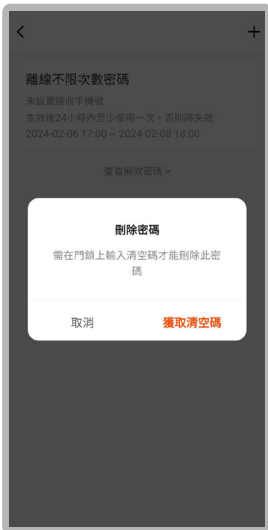 離線不限次數密碼
未設置接收手機號
生效後24小時內至少使用一次，否則將失效
2024-02-06 17:00 ~ 2024-02-08 18:00
查看無效密碼 >
刪除密碼
需在門鎖上輸入清空碼才能刪除此密
碼
取消 獲取清空碼